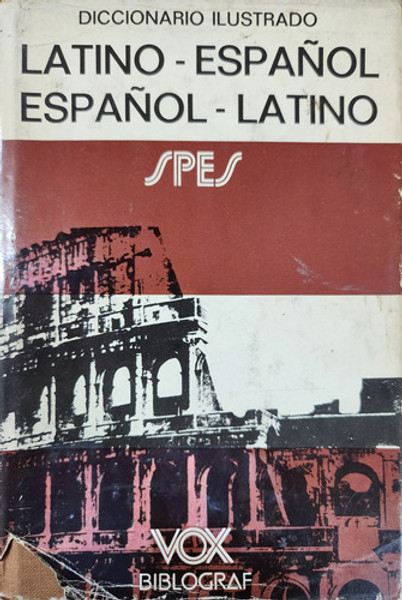 DICCIONARIO ILUSTRADO
LATINO - ESPAÑOL
ESPAÑOL - LATINO
SPES
VOX
BIBLOGRAF